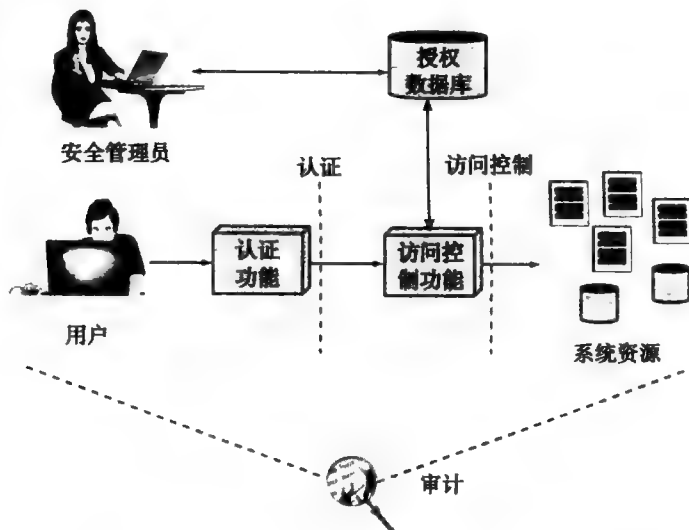 授权
数据库
安全管理员
认证
访问控制
认证
功能
访问控
制功能
用户
系统资源
审计